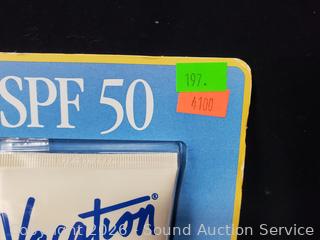 SPF 50
197.
4100
Vacation®
Copyright 2026 - Sound Auction Service